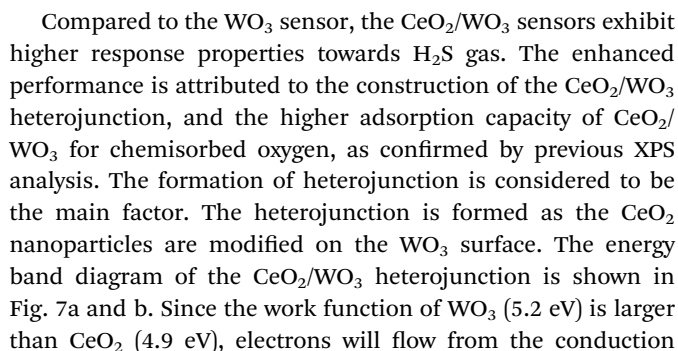 Compared to the WO₃ sensor, the CeO₂/WO₃ sensors exhibit
higher response properties towards H₂S gas. The enhanced
performance is attributed to the construction of the CeO₂/WO₃
heterojunction, and the higher adsorption capacity of CeO₂/
WO₃ for chemisorbed oxygen, as confirmed by previous XPS
analysis. The formation of heterojunction is considered to be
the main factor. The heterojunction is formed as the CeO₂
nanoparticles are modified on the WO₃ surface. The energy
band diagram of the CeO₂/WO₃ heterojunction is shown in
Fig. 7a and b. Since the work function of WO₃ (5.2 eV) is larger
than CeO₂ (4.9 eV), electrons will flow from the conduction